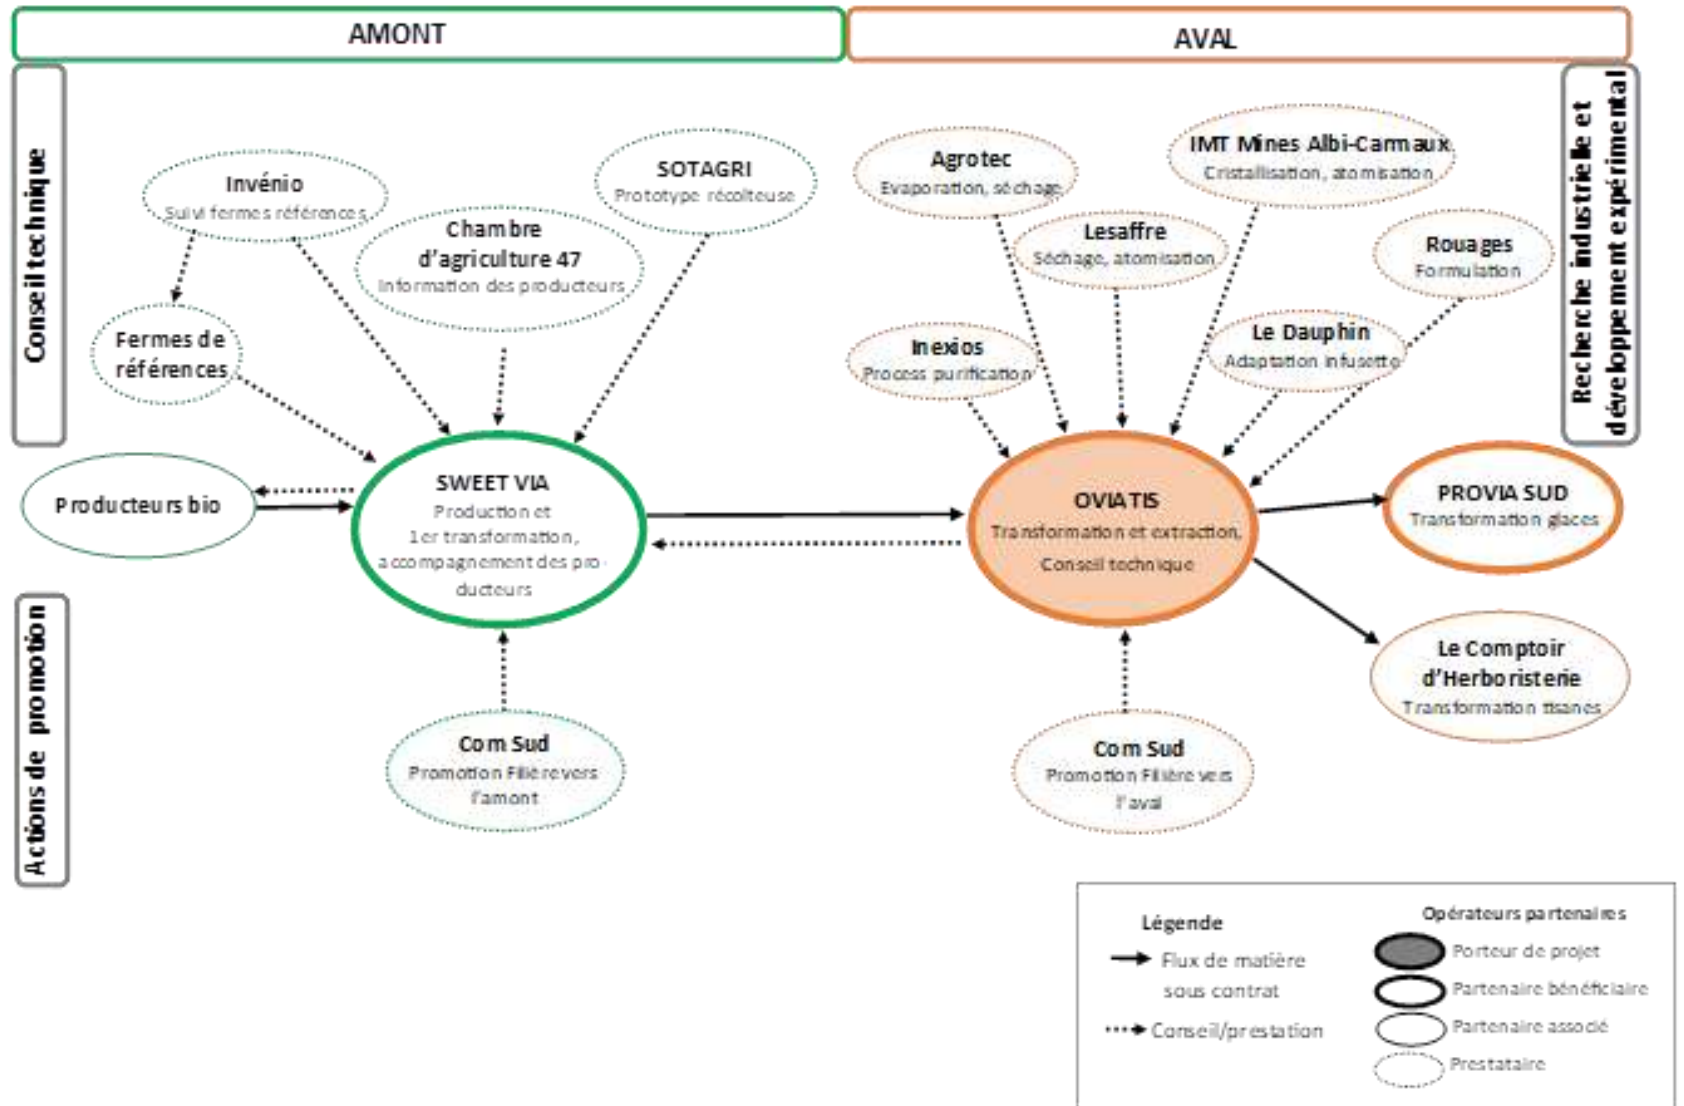 AMONT
AVAL
Conseil technique
Recherche industrielle et
développement expérimental
Invénio
Suivi fermes références
SOTAGRI
Prototype récolteuse
Chambre
d'agriculture 47
Information des producteurs
Fermes de
références
Agrotec
Evaporation, séchage
IMT Mines Albi-Carmaux
Cristallisation, atomisation
Lesaffre
Séchage, atomisation
Rouages
Formulation
Inexios
Process purification
Le Dauphin
Adaptation infusette
Producteurs bio
SWEET VIA
Production et
1er transformation,
accompagnement des pro-
ducteurs
OVIATIS
Transformation et extraction,
Conseil technique
PROVIA SUD
Transformation glaces
Le Comptoir
d'Herboristerie
Transformation tisanes
Actions de promotion
Com Sud
Promotion Filière vers
l'amont
Com Sud
Promotion Filière vers
l'aval
Légende
Flux de matière
sous contrat
Conseil/prestation
Opérateurs partenaires
Porteur de projet
Partenaire bénéficiaire
Partenaire associé
Prestataire